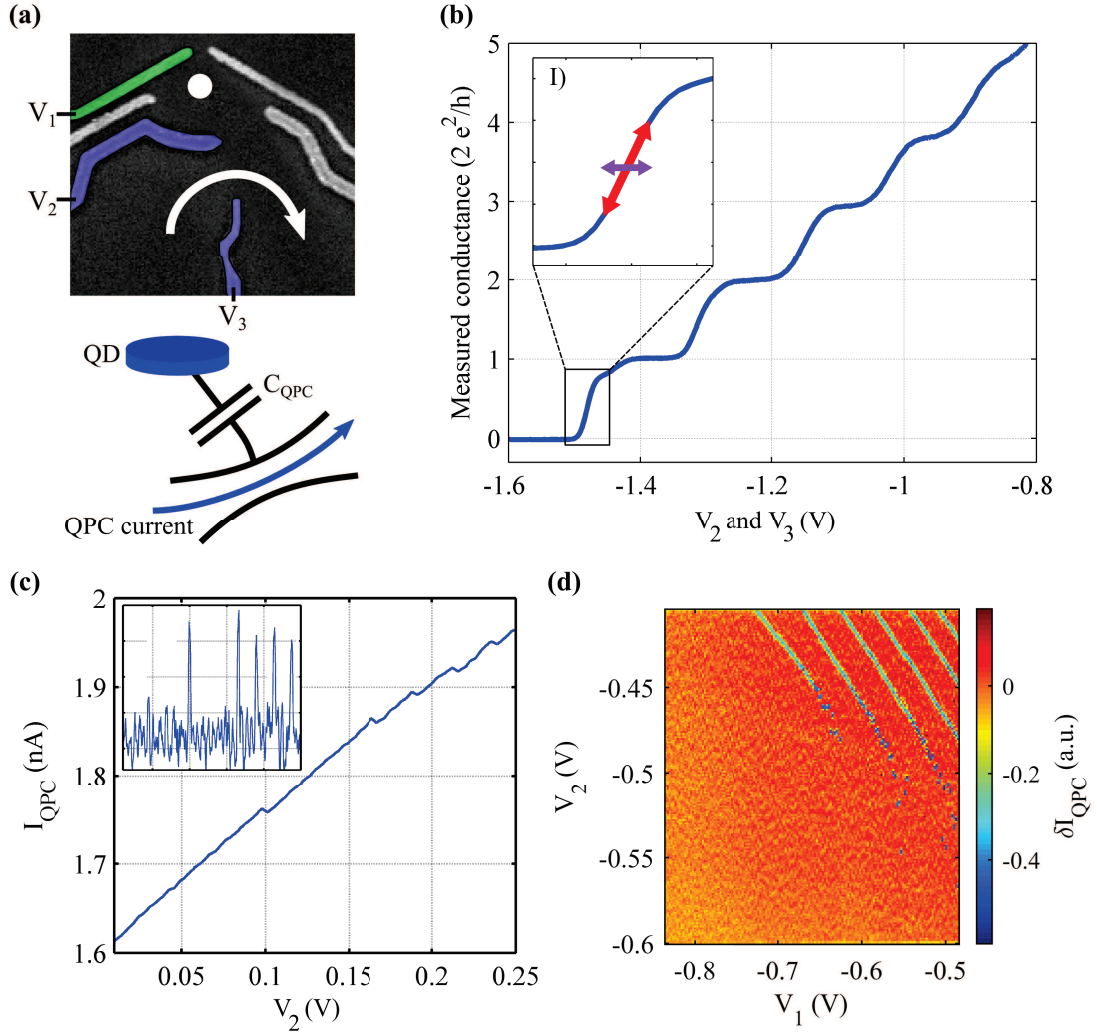 (a)
V1
V2
V3
QD
CQPC
QPC current
(b)
Measured conductance (2 e²/h)
5
4
3
2
1
0
I)
-1.6 -1.4 -1.2 -1 -0.8
V2 and V3 (V)
(c)
IQPC (nA)
2
1.9
1.8
1.7
1.6
0.05 0.10 0.15 0.20 0.25
V2 (V)
(d)
V2 (V)
-0.45
-0.5
-0.55
-0.6
-0.8 -0.7 -0.6 -0.5
V1 (V)
0
-0.2
-0.4
δIQPC (a.u.)